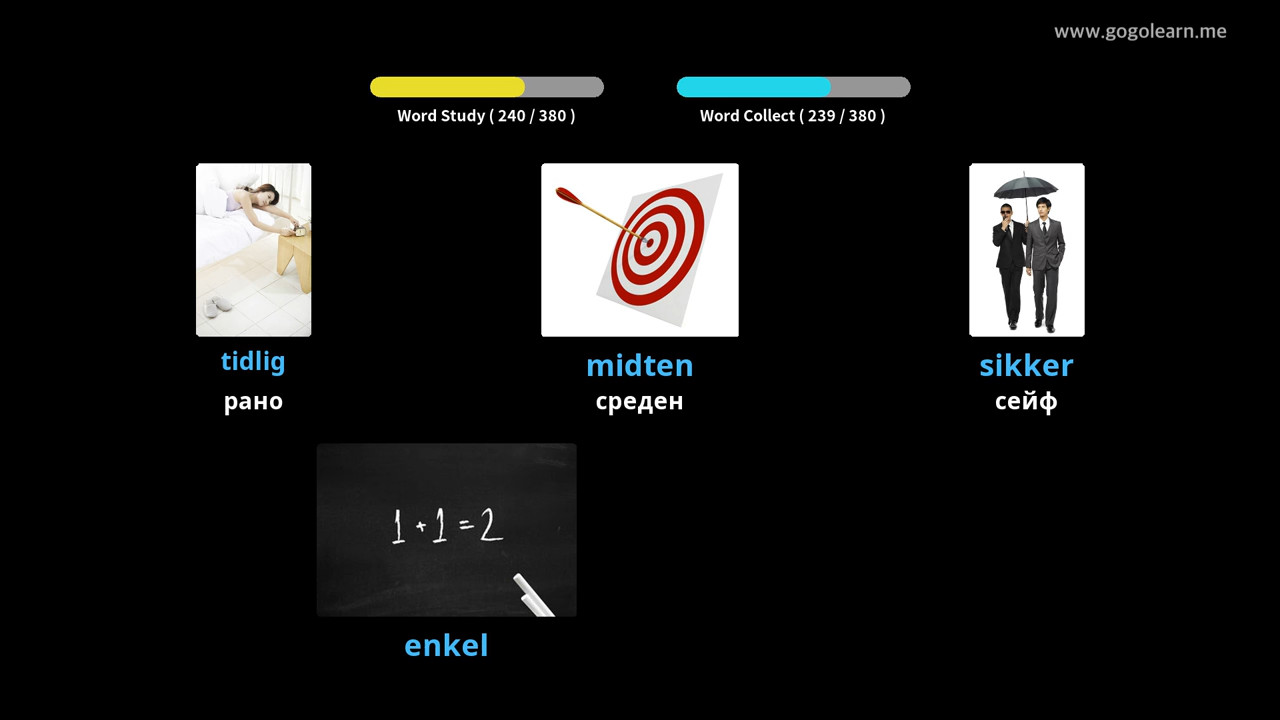 www.gogolearn.me
Word Study ( 240 / 380 )
Word Collect ( 239 / 380 )
tidlig
рано
midten
среден
sikker
сейф
1 + 1 = 2
enkel